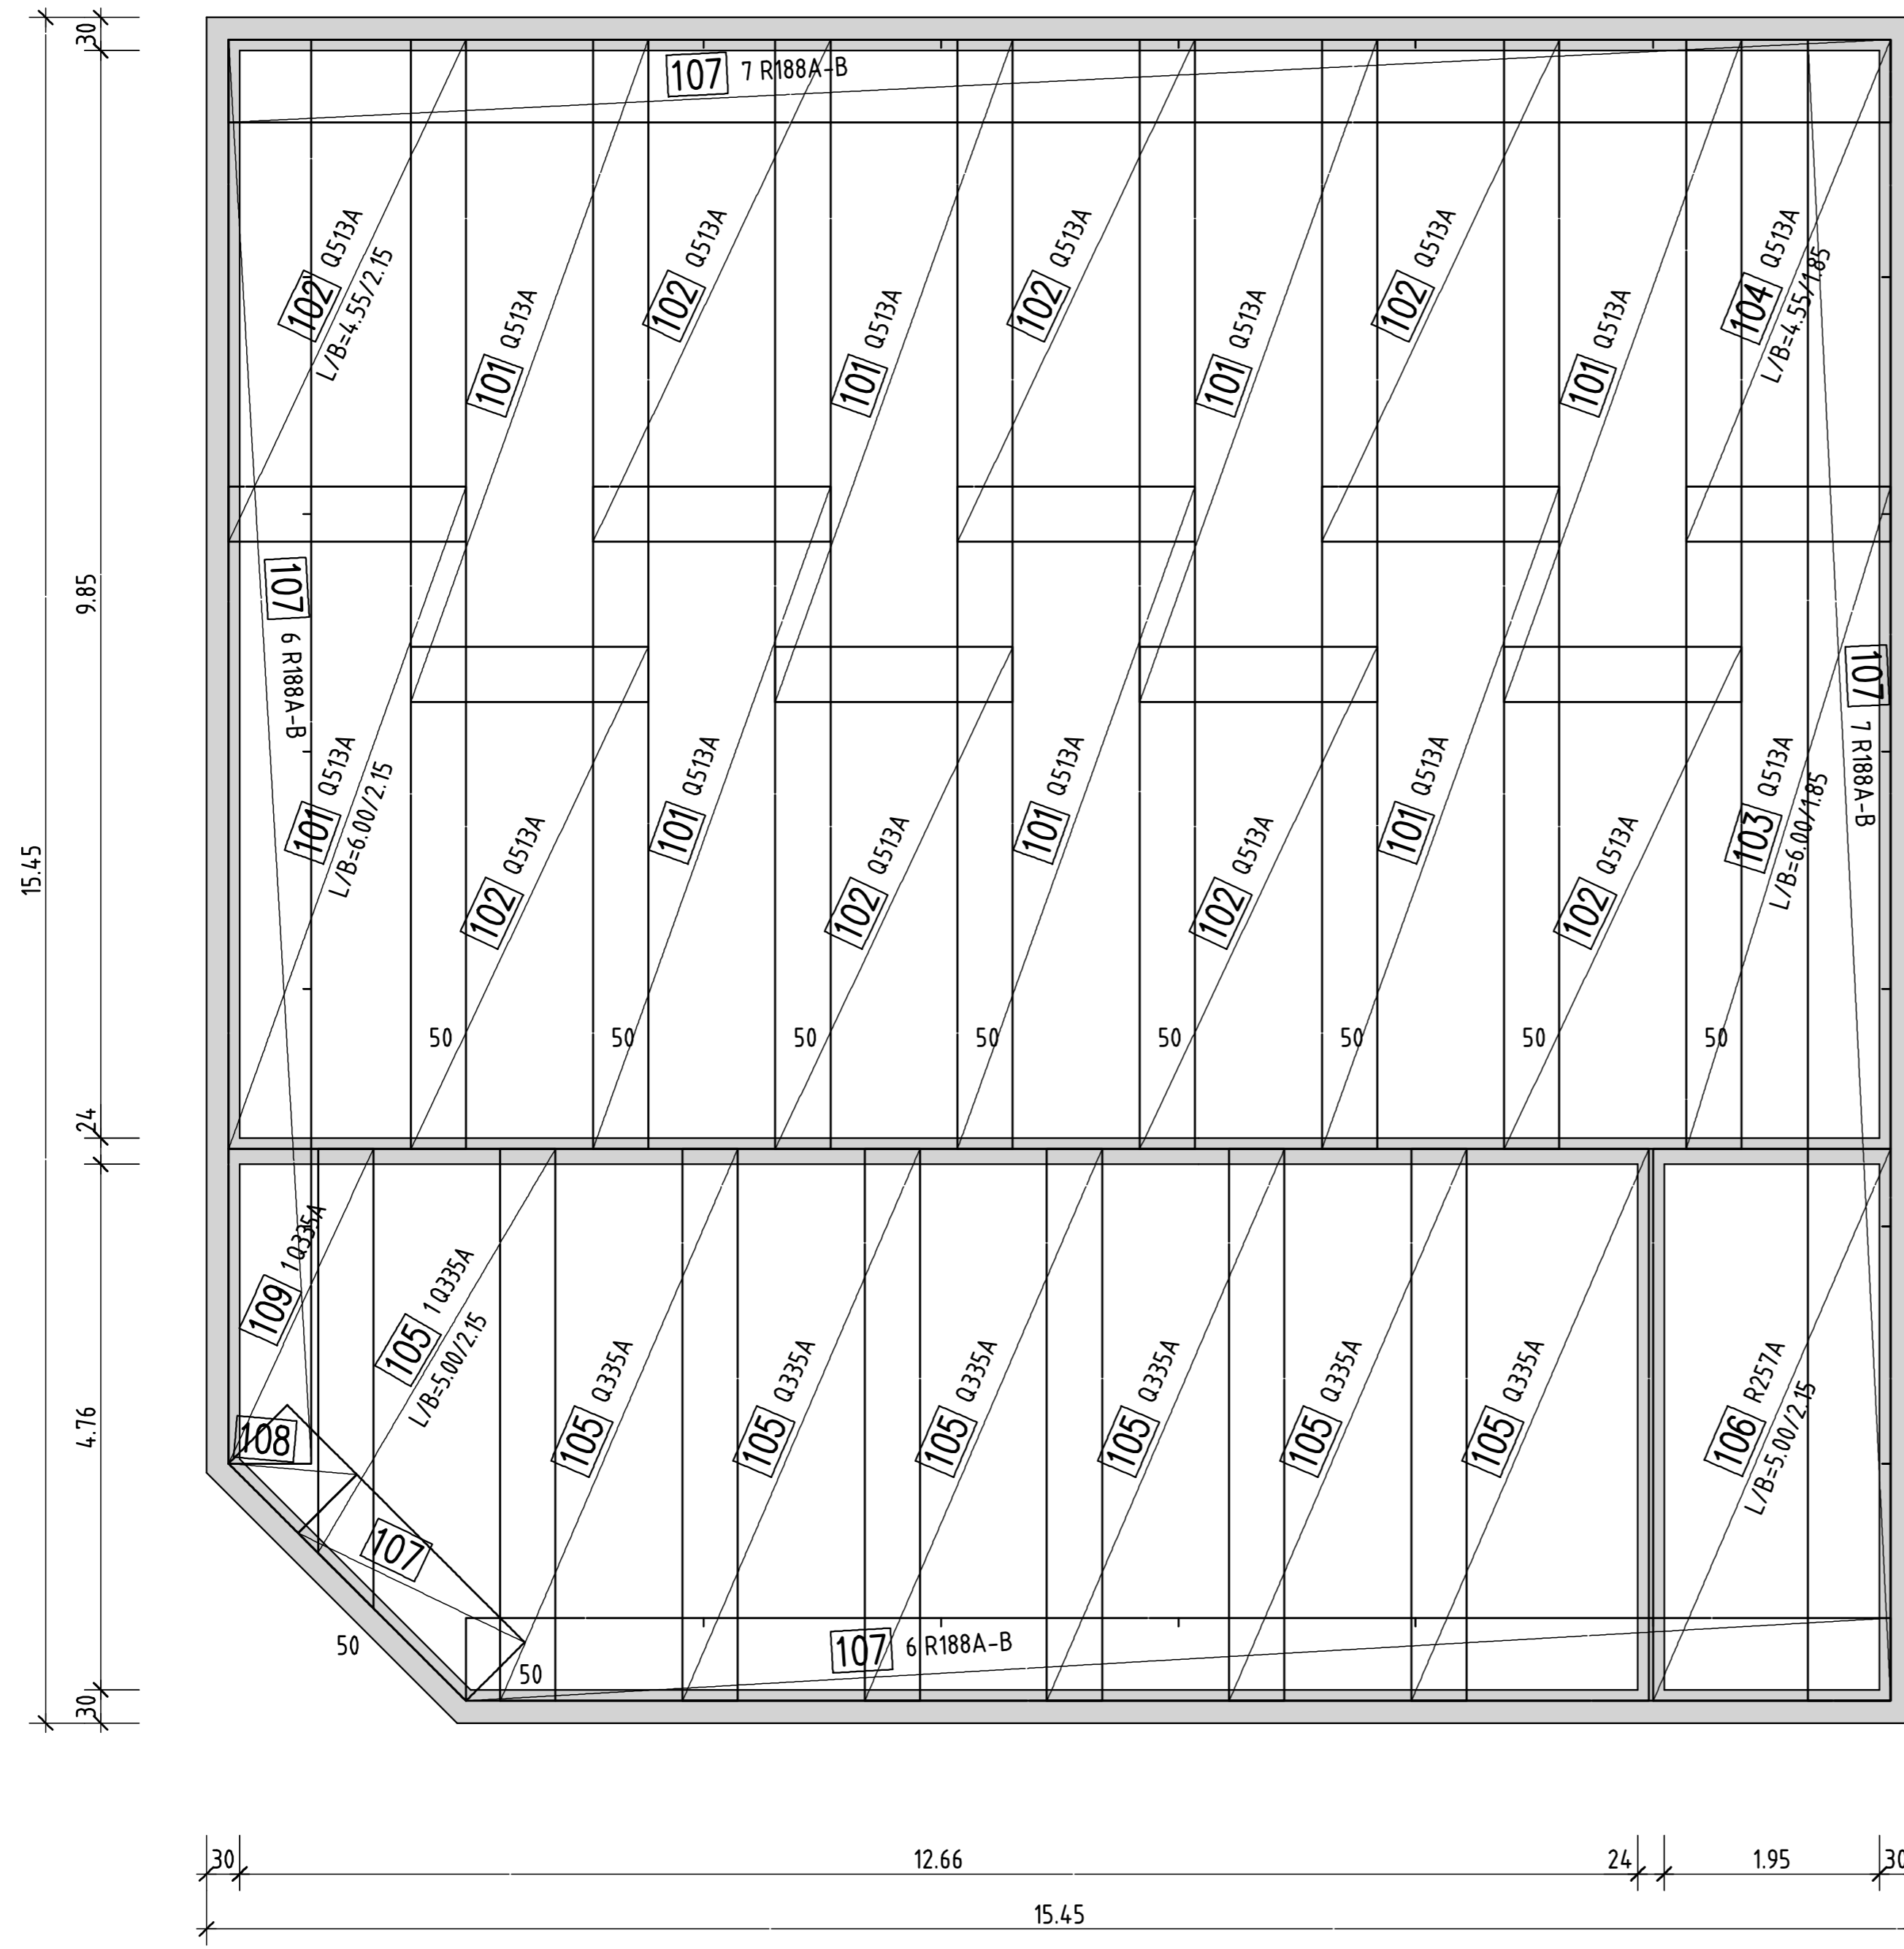 30
107 7 R188A-B
102 Q513A
L/B=4.55/2.15
101 Q513A
102 Q513A
101 Q513A
102 Q513A
101 Q513A
102 Q513A
101 Q513A
104 Q513A
L/B=4.55/1.85
9.85
107 6 R188A-B
107 7 R188A-B
101 Q513A
L/B=6.00/2.15
102 Q513A
101 Q513A
102 Q513A
101 Q513A
102 Q513A
101 Q513A
102 Q513A
103 Q513A
L/B=6.00/1.85
15.45
50
50
50
50
50
50
50
50
24
109 1 Q335A
105 1 Q335A
L/B=5.00/2.15
105 Q335A
105 Q335A
105 Q335A
105 Q335A
105 Q335A
105 Q335A
106 R257A
L/B=5.00/2.15
4.76
108
107
50
50
107 6 R188A-B
30
30
12.66
24
1.95
30
15.45